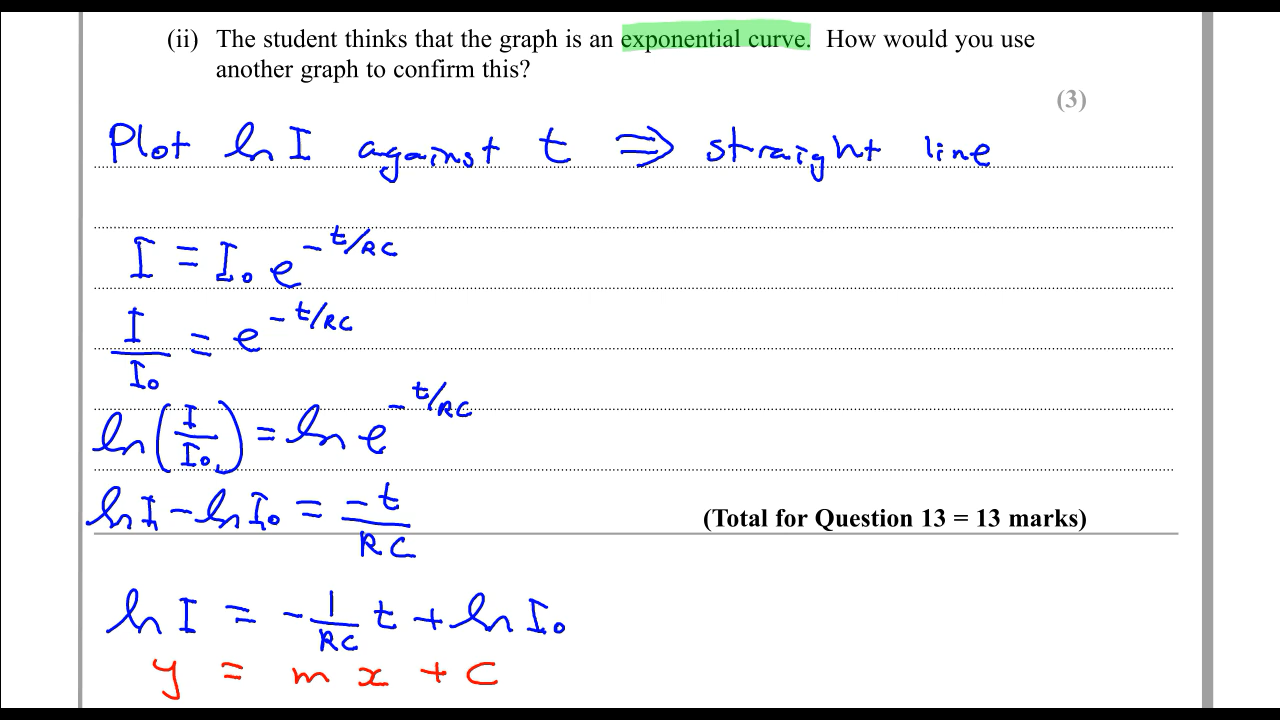 (ii) The student thinks that the graph is an exponential curve. How would you use
another graph to confirm this?
(3)
Plot ln I against t ⇒ straight line
I = I₀ e^(-t/RC)
I/I₀ = e^(-t/RC)
ln(I/I₀) = ln e^(-t/RC)
ln I - ln I₀ = -t/RC
(Total for Question 13 = 13 marks)
ln I = -1/RC t + ln I₀
y = m x + c